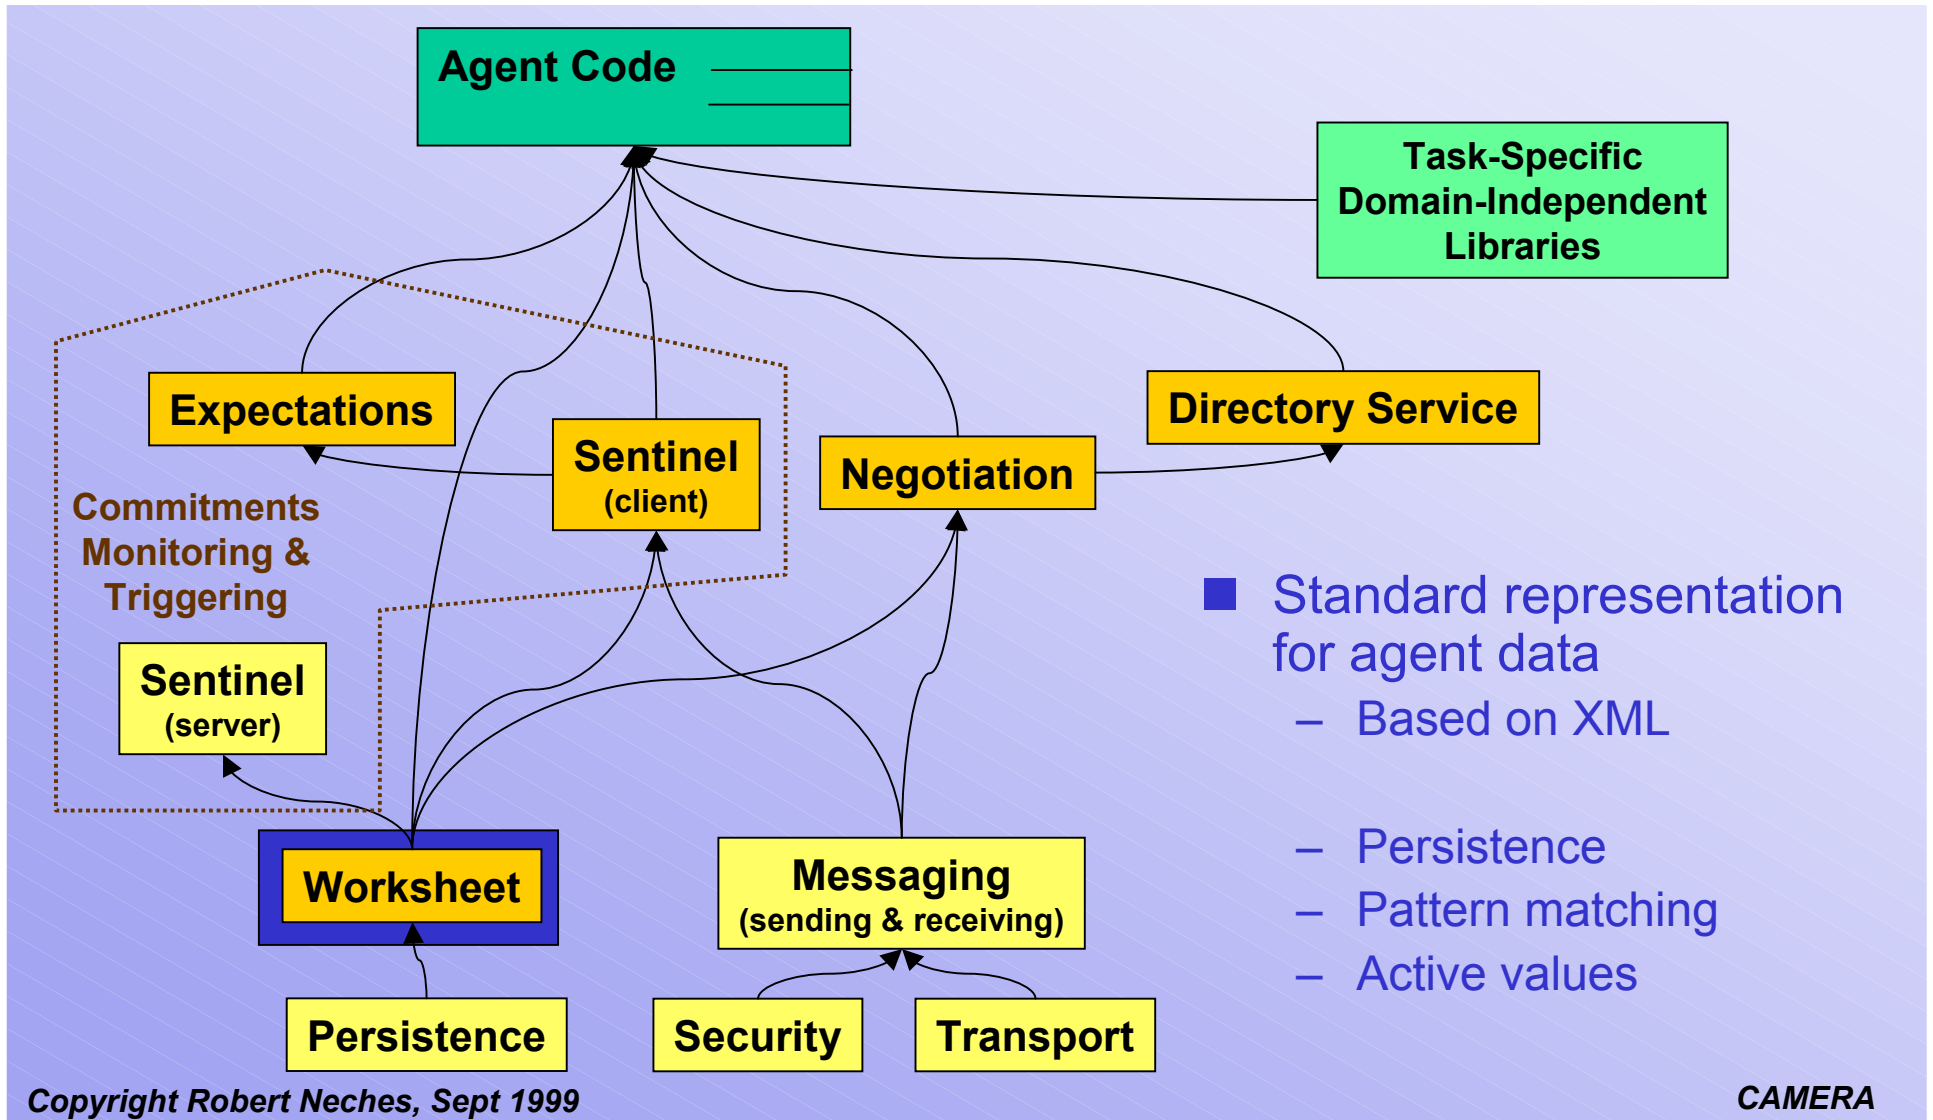 Agent Code
Task-Specific
Domain-Independent
Libraries
Expectations
Directory Service
Sentinel
(client)
Negotiation
Commitments
Monitoring &
Triggering
Sentinel
(server)
Standard representation
for agent data
– Based on XML
– Persistence
– Pattern matching
– Active values
Worksheet
Messaging
(sending & receiving)
Persistence
Security
Transport
Copyright Robert Neches, Sept 1999
CAMERA